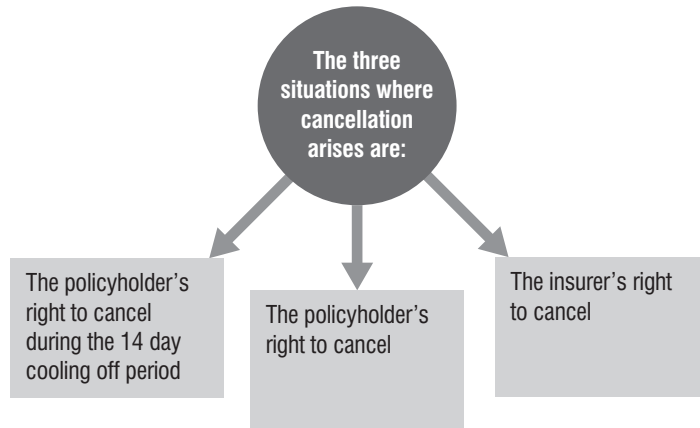 The three
situations where
cancellation
arises are:
The policyholder’s
right to cancel
during the 14 day
cooling off period
The policyholder’s
right to cancel
The insurer’s right
to cancel